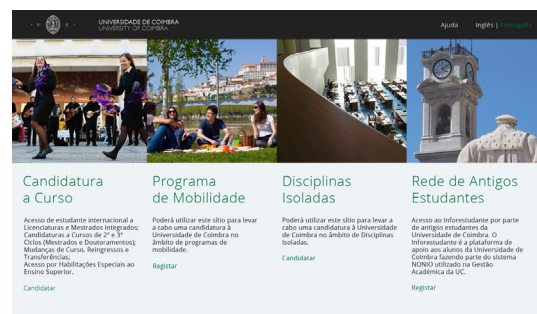 · U C ·
UNIVERSIDADE DE COIMBRA
UNIVERSITY OF COIMBRA
Ajuda
Inglês | Português
Candidatura
a Curso
Acesso de estudante internacional a
Licenciaturas e Mestrados Integrados;
Candidaturas a Cursos de 2º e 3º
Ciclos (Mestrados e Doutoramentos);
Mudanças de Curso, Reingressos e
Transferências;
Acesso por Habilitações Especiais ao
Ensino Superior.
Candidatar
Programa
de Mobilidade
Poderá utilizar este sítio para levar
a cabo uma candidatura à
Universidade de Coimbra no
âmbito de programas de
mobilidade.
Registar
Disciplinas
Isoladas
Poderá utilizar este sítio para levar a
cabo uma candidatura à Universidade
de Coimbra no âmbito de Disciplinas
Isoladas.
Candidatar
Rede de Antigos
Estudantes
Acesso ao Inforestudante por parte
de antigos estudantes da
Universidade de Coimbra. O
Inforestudante é a plataforma de
apoio aos alunos da Universidade de
Coimbra fazendo parte do sistema
NONIO utilizado na Gestão
Académica da UC.
Registar